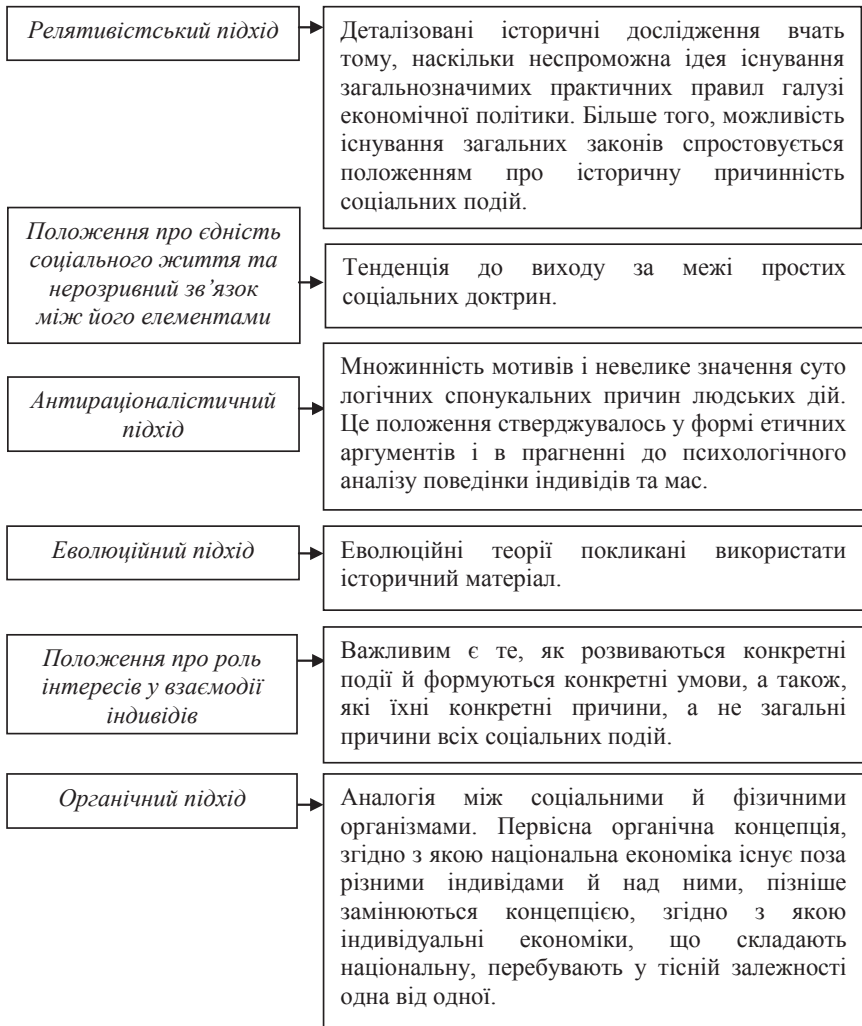 Релятивістський підхід
Деталізовані історичні дослідження вчать
тому, наскільки неспроможна ідея існування
загальнозначимих практичних правил галузі
економічної політики. Більше того, можливість
існування загальних законів спростовується
положенням про історичну причинність
соціальних подій.
Положення про єдність
соціального життя та
нерозривний зв’язок
між його елементами
Тенденція до виходу за межі простих
соціальних доктрин.
Антираціоналістичний
підхід
Множинність мотивів і невелике значення суто
логічних спонукальних причин людських дій.
Це положення стверджувалось у формі етичних
аргументів і в прагненні до психологічного
аналізу поведінки індивідів та мас.
Еволюційний підхід
Еволюційні теорії покликані використати
історичний матеріал.
Положення про роль
інтересів у взаємодії
індивідів
Важливим є те, як розвиваються конкретні
події й формуються конкретні умови, а також,
які їхні конкретні причини, а не загальні
причини всіх соціальних подій.
Органічний підхід
Аналогія між соціальними й фізичними
організмами. Первісна органічна концепція,
згідно з якою національна економіка існує поза
різними індивідами й над ними, пізніше
замінюються концепцією, згідно з якою
індивідуальні економіки, що складають
національну, перебувають у тісній залежності
одна від одної.